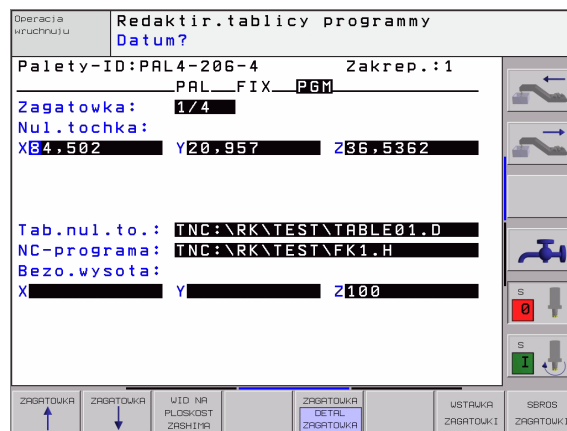 Operacja
wruchnuju
Redaktir.tablicy programmy
Datum?
Palety-ID:PAL4-206-4 Zakrep.:1
PAL FIX PGM
Zagatowka: 1/4
Nul.tochka:
X84,502 Y20,957 Z36,5362
Tab.nul.to.: TNC:\RK\TEST\TABLE01.D
NC-programa: TNC:\RK\TEST\FK1.H
Bezo.wysota:
X Y Z100
S
0
S
I
ZAGATOWKA
ZAGATOWKA
WID NA
PLOSKOST
ZASHIMA
ZAGATOWKA
DETAL
ZAGATOWKA
USTAWKA
ZAGATOWKI
SBROS
ZAGATOWKI